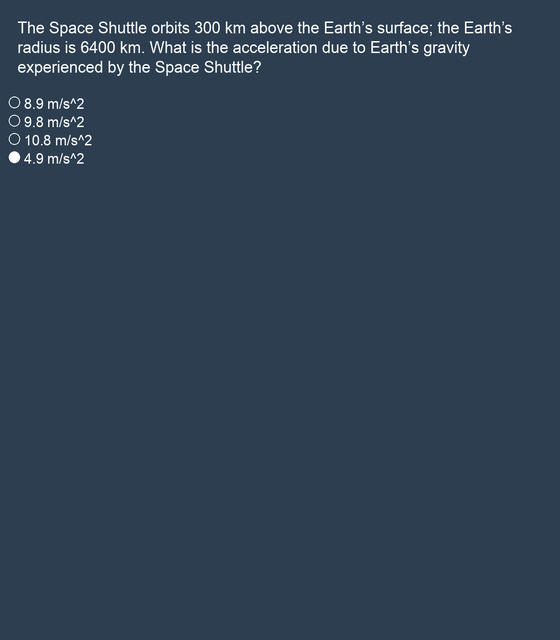 The Space Shuttle orbits 300 km above the Earth’s surface; the Earth’s
radius is 6400 km. What is the acceleration due to Earth’s gravity
experienced by the Space Shuttle?
8.9 m/s^2
9.8 m/s^2
10.8 m/s^2
4.9 m/s^2